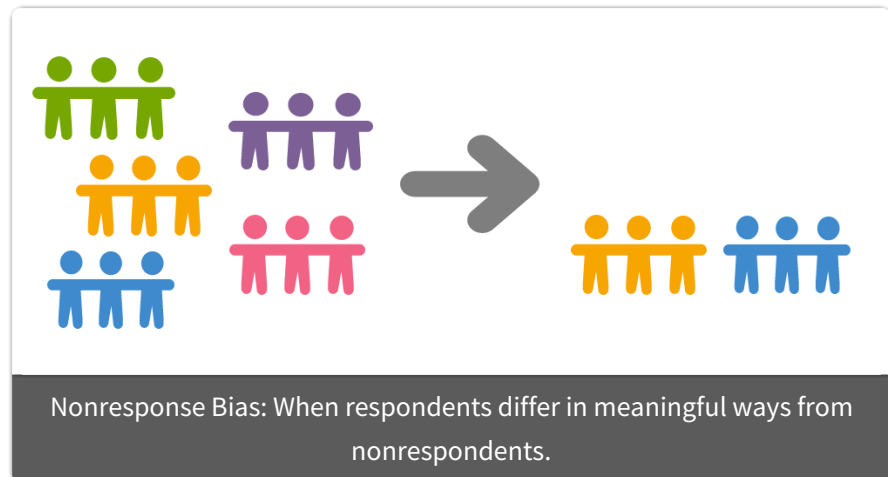 Nonresponse Bias: When respondents differ in meaningful ways from
nonrespondents.